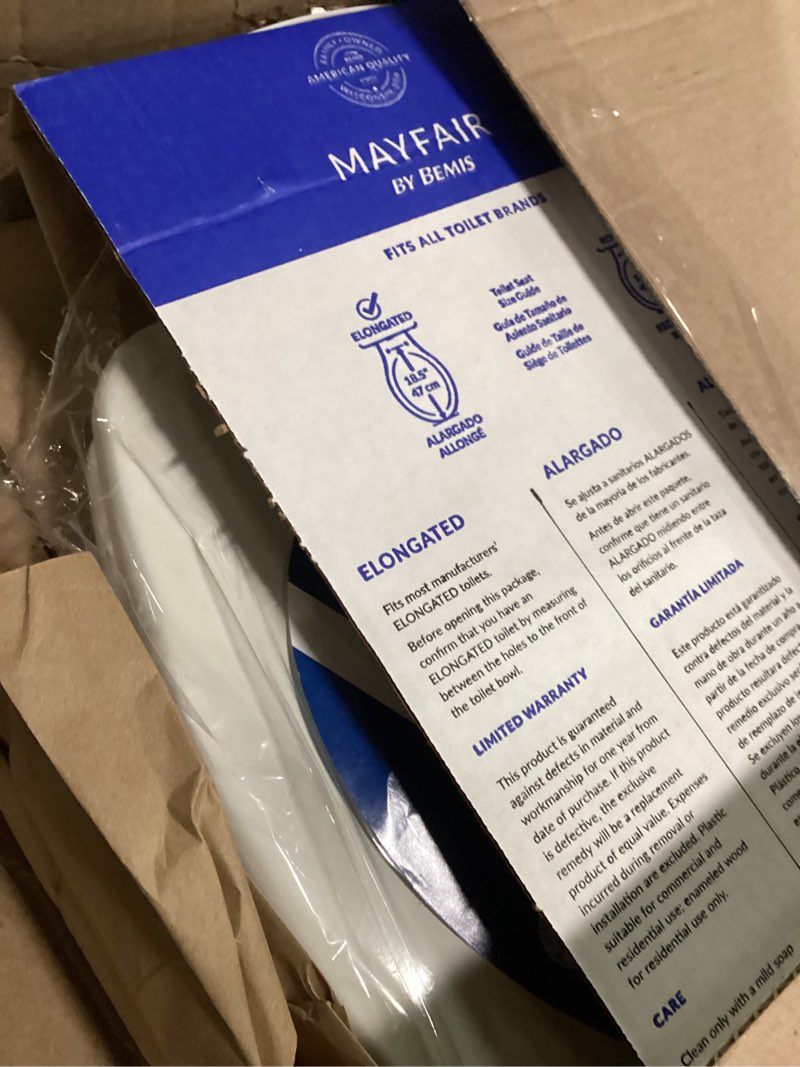 FAMILY • OWNED
AMERICAN QUALITY
WISCONSIN USA
MAYFAIR
BY BEMIS
FITS ALL TOILET BRANDS
ELONGATED
18.5"
47 cm
ALARGADO
ALLONGÉ
Toilet Seat
Size Guide
Guía de Tamaño de
Asiento Sanitario
Guide de Taille de
Siège de Toilettes
ELONGATED
Fits most manufacturers'
ELONGATED toilets.
Before opening this package,
confirm that you have an
ELONGATED toilet by measuring
between the holes to the front of
the toilet bowl.
LIMITED WARRANTY
This product is guaranteed
against defects in material and
workmanship for one year from
date of purchase. If this product
is defective, the exclusive
remedy will be a replacement
product of equal value. Expenses
incurred during removal or
installation are excluded. Plastic
suitable for commercial and
residential use; enameled wood
for residential use only.
CARE
Clean only with a mild soap
ALARGADO
Se ajusta a sanitarios ALARGADOS
de la mayoría de los fabricantes.
Antes de abrir este paquete,
confirme que tiene un sanitario
ALARGADO midiendo entre
los orificios al frente de la taza
del sanitario.
GARANTÍA LIMITADA
Este producto está garantizado
contra defectos del material y la
mano de obra durante un año
partir de la fecha de
producto resultara
remedio exclusivo
de reemplazo de
Se excluyen los
durante la